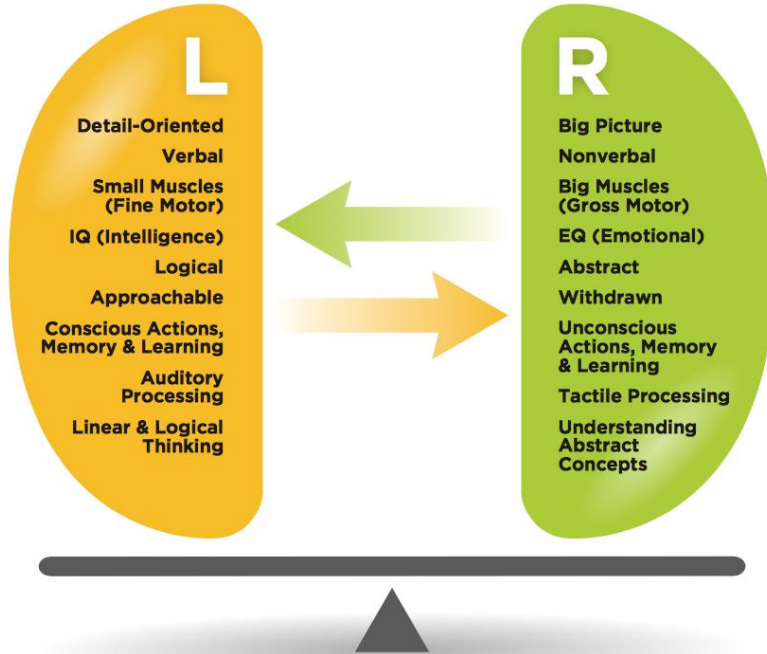 L
Detail-Oriented
Verbal
Small Muscles
(Fine Motor)
IQ (Intelligence)
Logical
Approachable
Conscious Actions,
Memory & Learning
Auditory
Processing
Linear & Logical
Thinking
R
Big Picture
Nonverbal
Big Muscles
(Gross Motor)
EQ (Emotional)
Abstract
Withdrawn
Unconscious
Actions, Memory
& Learning
Tactile Processing
Understanding
Abstract
Concepts